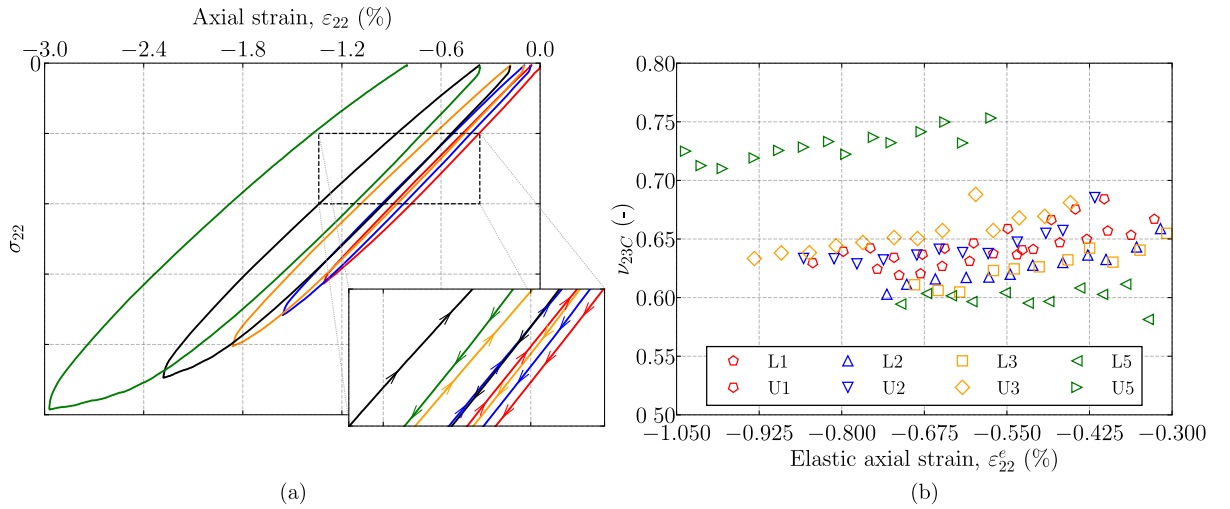 Axial strain, ε22 (%)
−3.0 −2.4 −1.8 −1.2 −0.6 0.0
0
σ22
(a)
0.80
0.75
0.70
0.65
0.60
0.55
0.50
ν23C (-)
L1 L2 L3 L5
U1 U2 U3 U5
−1.050 −0.925 −0.800 −0.675 −0.550 −0.425 −0.300
Elastic axial strain, εe22 (%)
(b)